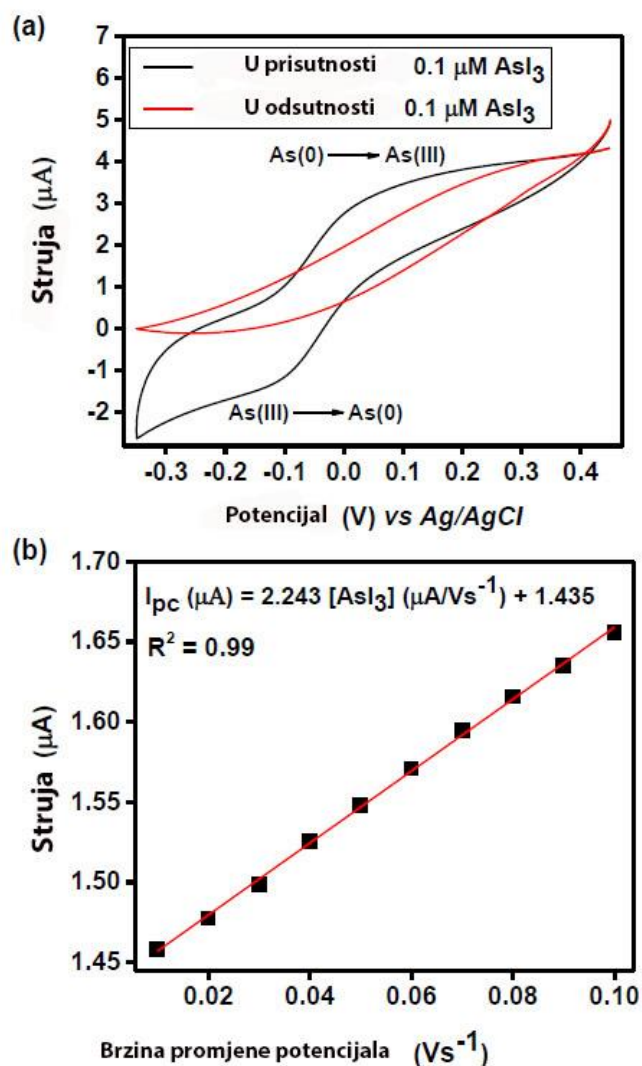 (a)
7
6
5
4
3
2
1
0
-1
-2
U prisutnosti 0.1 μM AsI₃
U odsutnosti 0.1 μM AsI₃
As(0) ⟶ As(III)
As(III) ⟶ As(0)
Struja (μA)
-0.3 -0.2 -0.1 0.0 0.1 0.2 0.3 0.4
Potencijal (V) vs Ag/AgCl
(b)
1.70
1.65
1.60
1.55
1.50
1.45
I_pc (μA) = 2.243 [AsI₃] (μA/Vs⁻¹) + 1.435
R² = 0.99
Struja (μA)
0.02 0.04 0.06 0.08 0.10
Brzina promjene potencijala (Vs⁻¹)